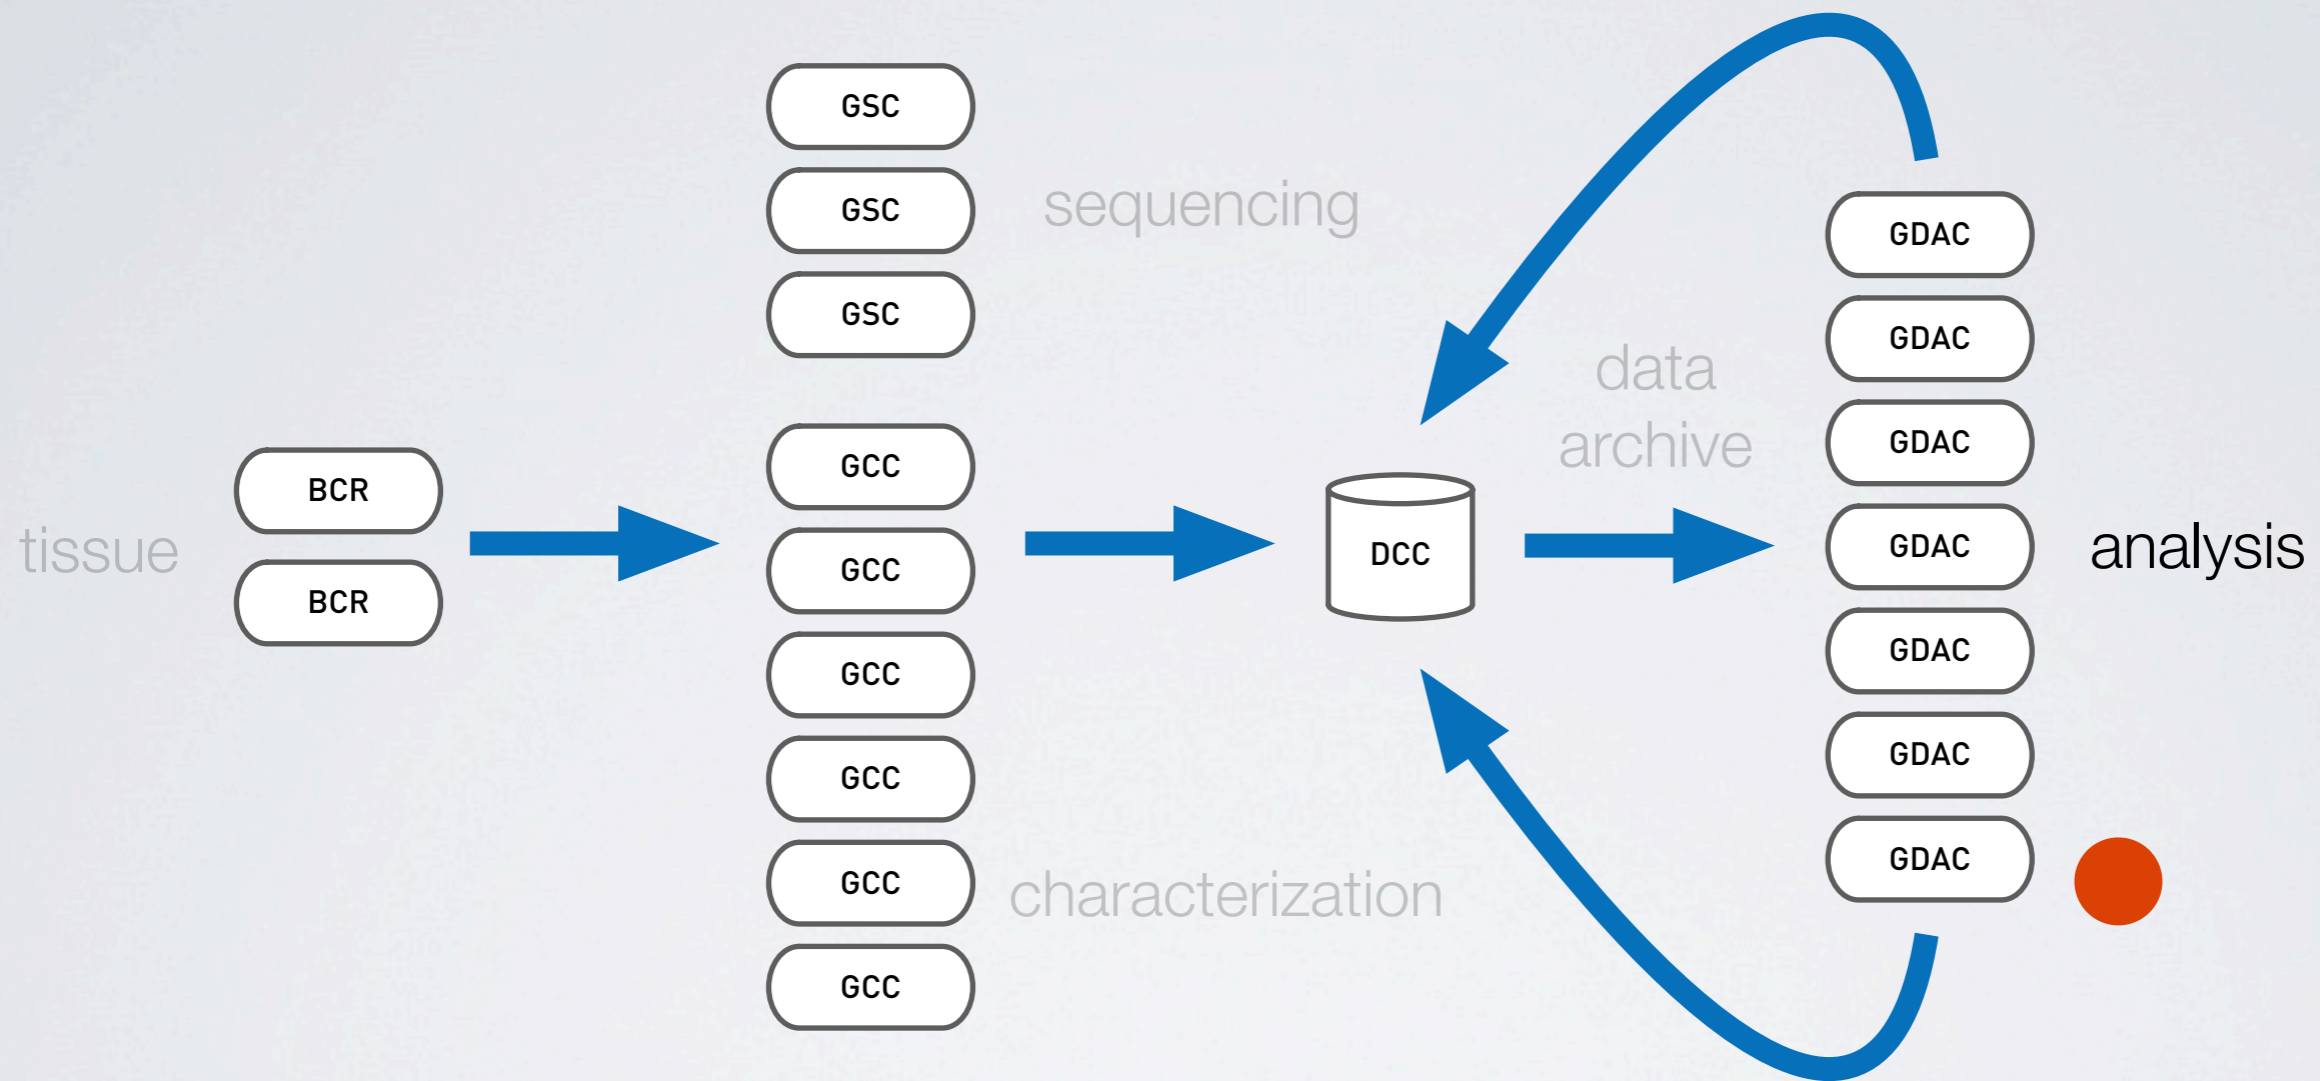 tissue
BCR
BCR
GSC
GSC
GSC
sequencing
GCC
GCC
GCC
GCC
GCC
GCC
characterization
DCC
data
archive
GDAC
GDAC
GDAC
GDAC
GDAC
GDAC
GDAC
analysis